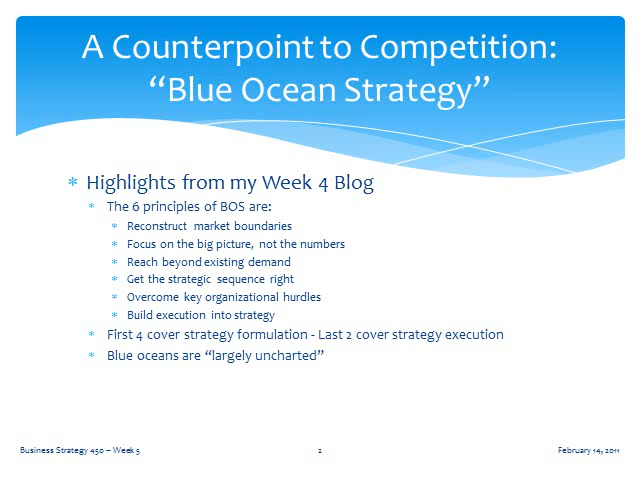 A Counterpoint to Competition:
“Blue Ocean Strategy”
Highlights from my Week 4 Blog
The 6 principles of BOS are:
Reconstruct market boundaries
Focus on the big picture, not the numbers
Reach beyond existing demand
Get the strategic sequence right
Overcome key organizational hurdles
Build execution into strategy
First 4 cover strategy formulation - Last 2 cover strategy execution
Blue oceans are “largely uncharted”
Business Strategy 450 – Week 5
2
February 14, 2011